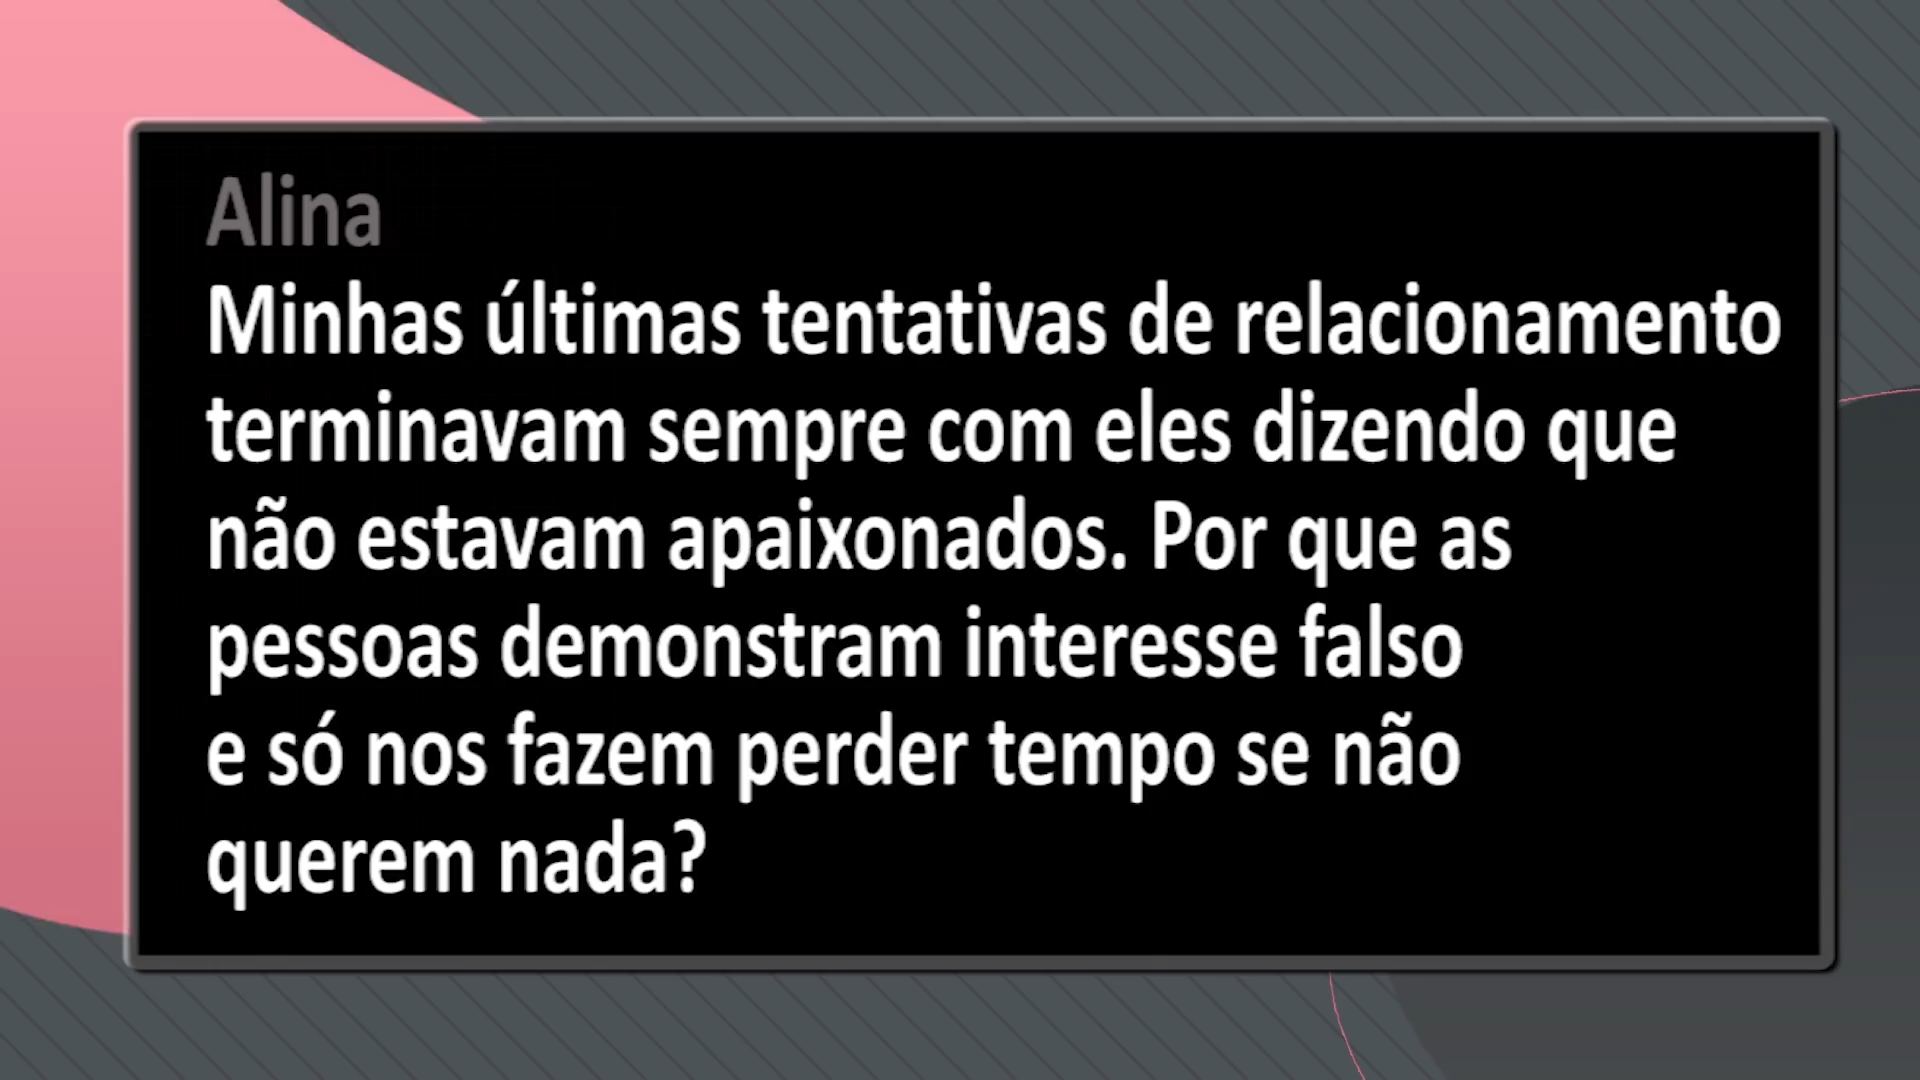 Alina
Minhas últimas tentativas de relacionamento
terminavam sempre com eles dizendo que
não estavam apaixonados. Por que as
pessoas demonstram interesse falso
e só nos fazem perder tempo se não
querem nada?